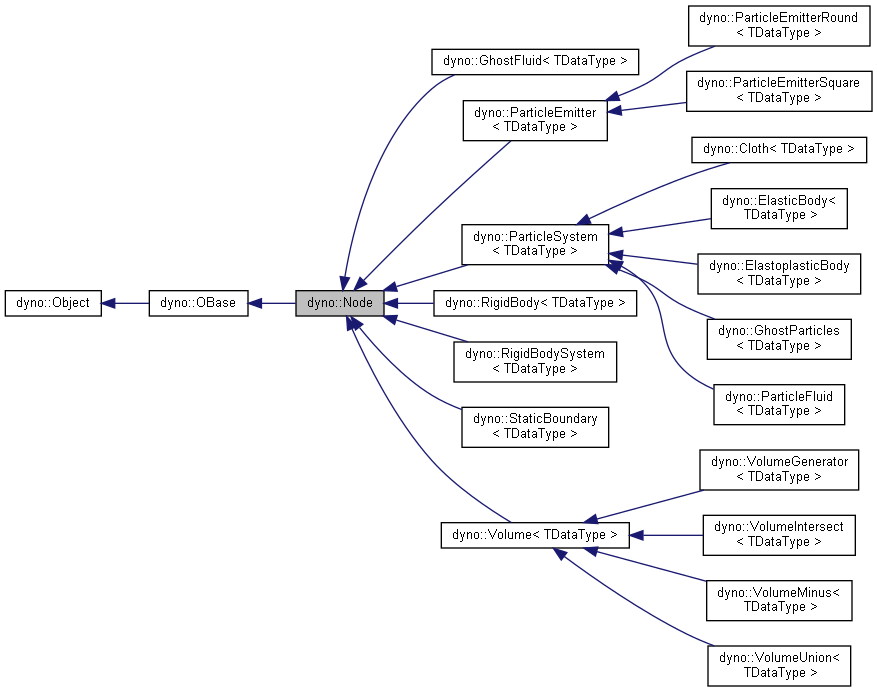 dyno::Object
dyno::OBase
dyno::Node
dyno::GhostFluid< TDataType >
dyno::ParticleEmitter
< TDataType >
dyno::ParticleSystem
< TDataType >
dyno::RigidBody< TDataType >
dyno::RigidBodySystem
< TDataType >
dyno::StaticBoundary
< TDataType >
dyno::Volume< TDataType >
dyno::ParticleEmitterRound
< TDataType >
dyno::ParticleEmitterSquare
< TDataType >
dyno::Cloth< TDataType >
dyno::ElasticBody<
TDataType >
dyno::ElastoplasticBody
< TDataType >
dyno::GhostParticles
< TDataType >
dyno::ParticleFluid
< TDataType >
dyno::VolumeGenerator
< TDataType >
dyno::VolumeIntersect
< TDataType >
dyno::VolumeMinus<
TDataType >
dyno::VolumeUnion<
TDataType >